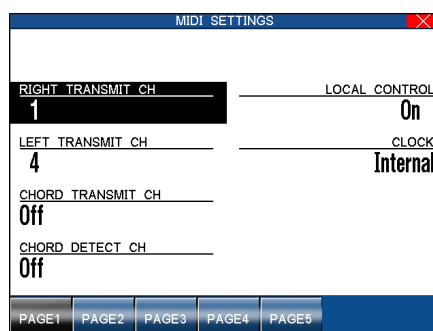 MIDI SETTINGS
RIGHT TRANSMIT CH
1
LOCAL CONTROL
On
LEFT TRANSMIT CH
4
CLOCK
Internal
CHORD TRANSMIT CH
Off
CHORD DETECT CH
Off
PAGE1 PAGE2 PAGE3 PAGE4 PAGE5